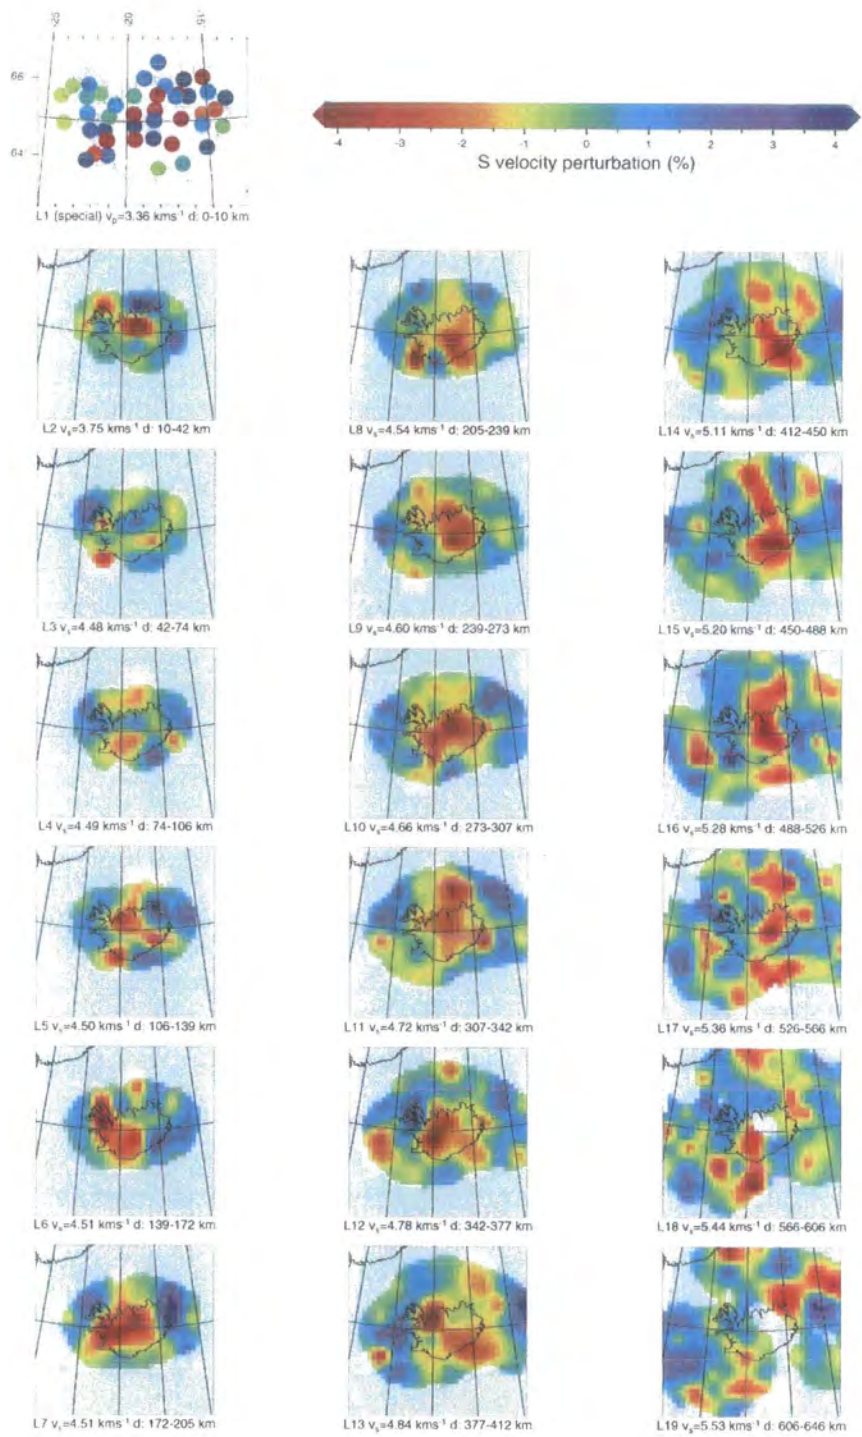 -25 -20 -15
66
64
-4 -3 -2 -1 0 1 2 3 4
S velocity perturbation (%)
L1 (special) vₚ=3.36 kms⁻¹ d: 0-10 km
L2 vₛ=3.75 kms⁻¹ d: 10-42 km
L3 vₛ=4.48 kms⁻¹ d: 42-74 km
L4 vₛ=4.49 kms⁻¹ d: 74-106 km
L5 vₛ=4.50 kms⁻¹ d: 106-139 km
L6 vₛ=4.51 kms⁻¹ d: 139-172 km
L7 vₛ=4.51 kms⁻¹ d: 172-205 km
L8 vₛ=4.54 kms⁻¹ d: 205-239 km
L9 vₛ=4.60 kms⁻¹ d: 239-273 km
L10 vₛ=4.66 kms⁻¹ d: 273-307 km
L11 vₛ=4.72 kms⁻¹ d: 307-342 km
L12 vₛ=4.78 kms⁻¹ d: 342-377 km
L13 vₛ=4.84 kms⁻¹ d: 377-412 km
L14 vₛ=5.11 kms⁻¹ d: 412-450 km
L15 vₛ=5.20 kms⁻¹ d: 450-488 km
L16 vₛ=5.28 kms⁻¹ d: 488-526 km
L17 vₛ=5.36 kms⁻¹ d: 526-566 km
L18 vₛ=5.44 kms⁻¹ d: 566-606 km
L19 vₛ=5.53 kms⁻¹ d: 606-646 km